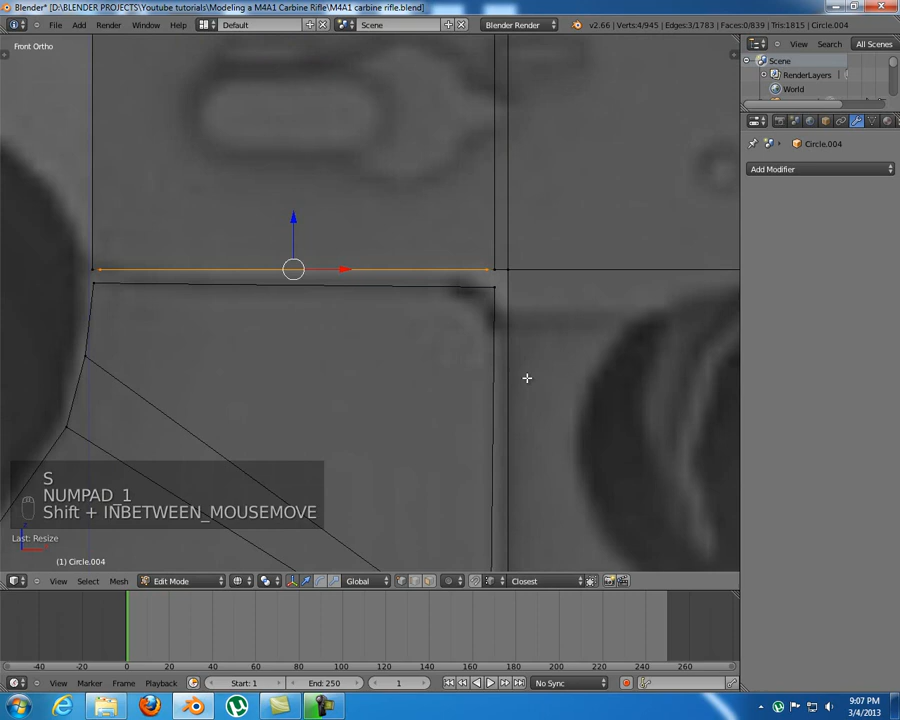 Blender* [D:\BLENDER PROJECTS\Youtube tutorials\Modeling a M4A1 Carbine Rifle\M4A1 carbine rifle.blend]
File Add Render Window Help Default Scene Blender Render v2.66 | Verts:4/945 | Edges:3/1783 | Faces:0/839 | Tris:1815 | Circle.004
View Search All Scenes
Front Ortho
Scene
RenderLayers
World
Circle.004
Add Modifier
S
NUMPAD_1
Shift + INBETWEEN_MOUSEMOVE
Last: Resize
(1) Circle.004
View Select Mesh Edit Mode Global Closest
-40 -20 0 20 40 60 80 100 120 140 160 180 200 220 240 260
View Marker Frame Playback Start: 1 End: 250 1 No Sync
9:07 PM
3/4/2013